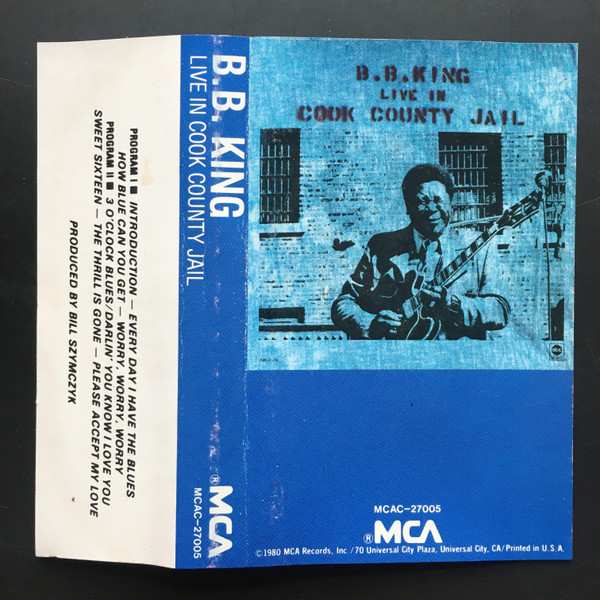 PROGRAM I ■ INTRODUCTION — EVERY DAY I HAVE THE BLUES
HOW BLUE CAN YOU GET — WORRY, WORRY, WORRY
PROGRAM II ■ 3 O'CLOCK BLUES/DARLIN' YOU KNOW I LOVE YOU
SWEET SIXTEEN — THE THRILL IS GONE — PLEASE ACCEPT MY LOVE
PRODUCED BY BILL SZYMCZYK
B.B. KING
LIVE IN COOK COUNTY JAIL
®MCA
MCAC-27005
B.B.KING
LIVE IN
COOK COUNTY JAIL
MCAC-27005
®MCA
©1980 MCA Records, Inc./70 Universal City Plaza, Universal City, CA/Printed in U.S.A.